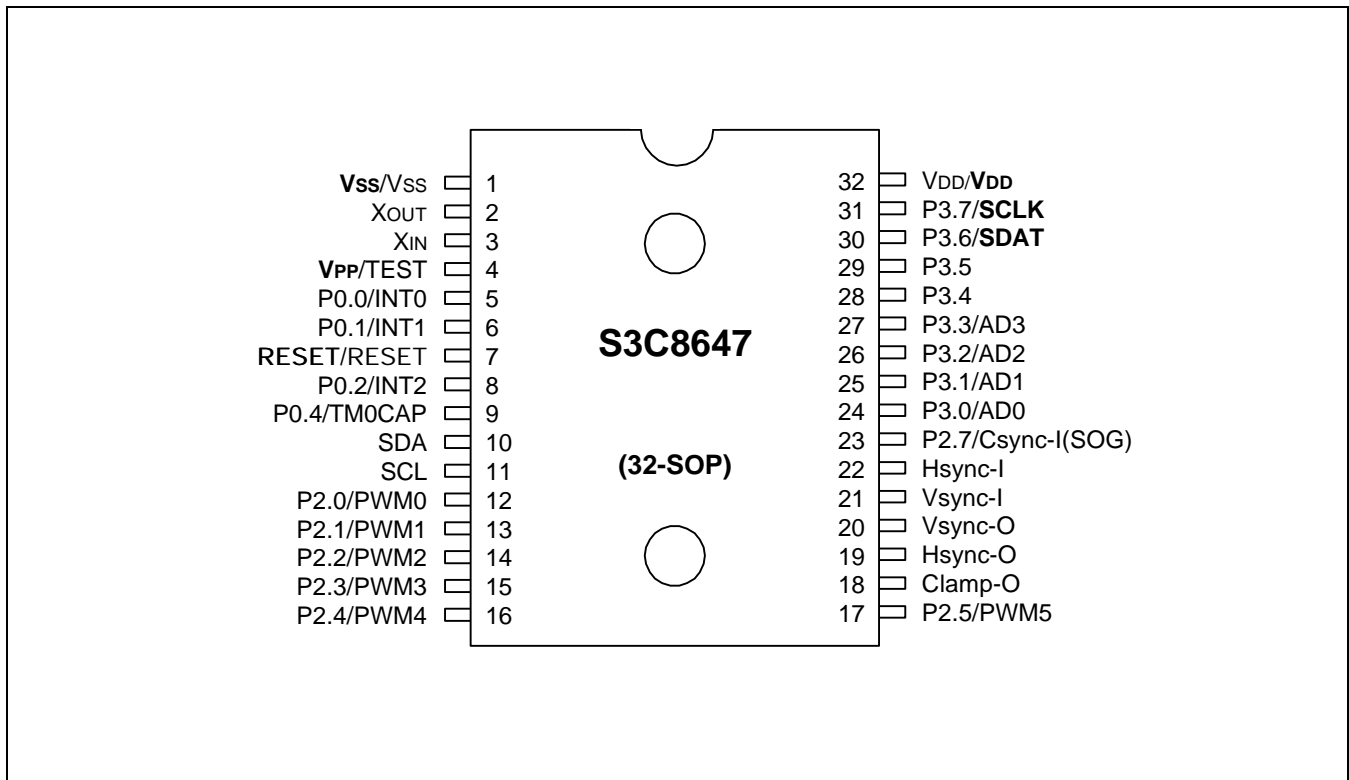 VSS/VSS 1
XOUT 2
XIN 3
VPP/TEST 4
P0.0/INT0 5
P0.1/INT1 6
RESET/RESET 7
P0.2/INT2 8
P0.4/TM0CAP 9
SDA 10
SCL 11
P2.0/PWM0 12
P2.1/PWM1 13
P2.2/PWM2 14
P2.3/PWM3 15
P2.4/PWM4 16
S3C8647
(32-SOP)
32 VDD/VDD
31 P3.7/SCLK
30 P3.6/SDAT
29 P3.5
28 P3.4
27 P3.3/AD3
26 P3.2/AD2
25 P3.1/AD1
24 P3.0/AD0
23 P2.7/Csync-I(SOG)
22 Hsync-I
21 Vsync-I
20 Vsync-O
19 Hsync-O
18 Clamp-O
17 P2.5/PWM5